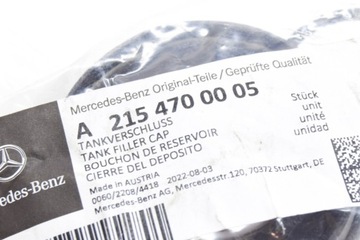 Mercedes-Benz Original-Teile / Geprüfte Qualität
A 215 470 00 05
TANKVERSCHLUSS
TANK FILLER CAP
BOUCHON DE RESERVOIR
CIERRE DEL DEPOSITO
Stück
unit
unité
unidad
Made in AUSTRIA 2022-08-03
0060/2208/4418
Mercedes-Benz AG, Mercedesstr.120, 70372 Stuttgart, DE
Mercedes-Benz